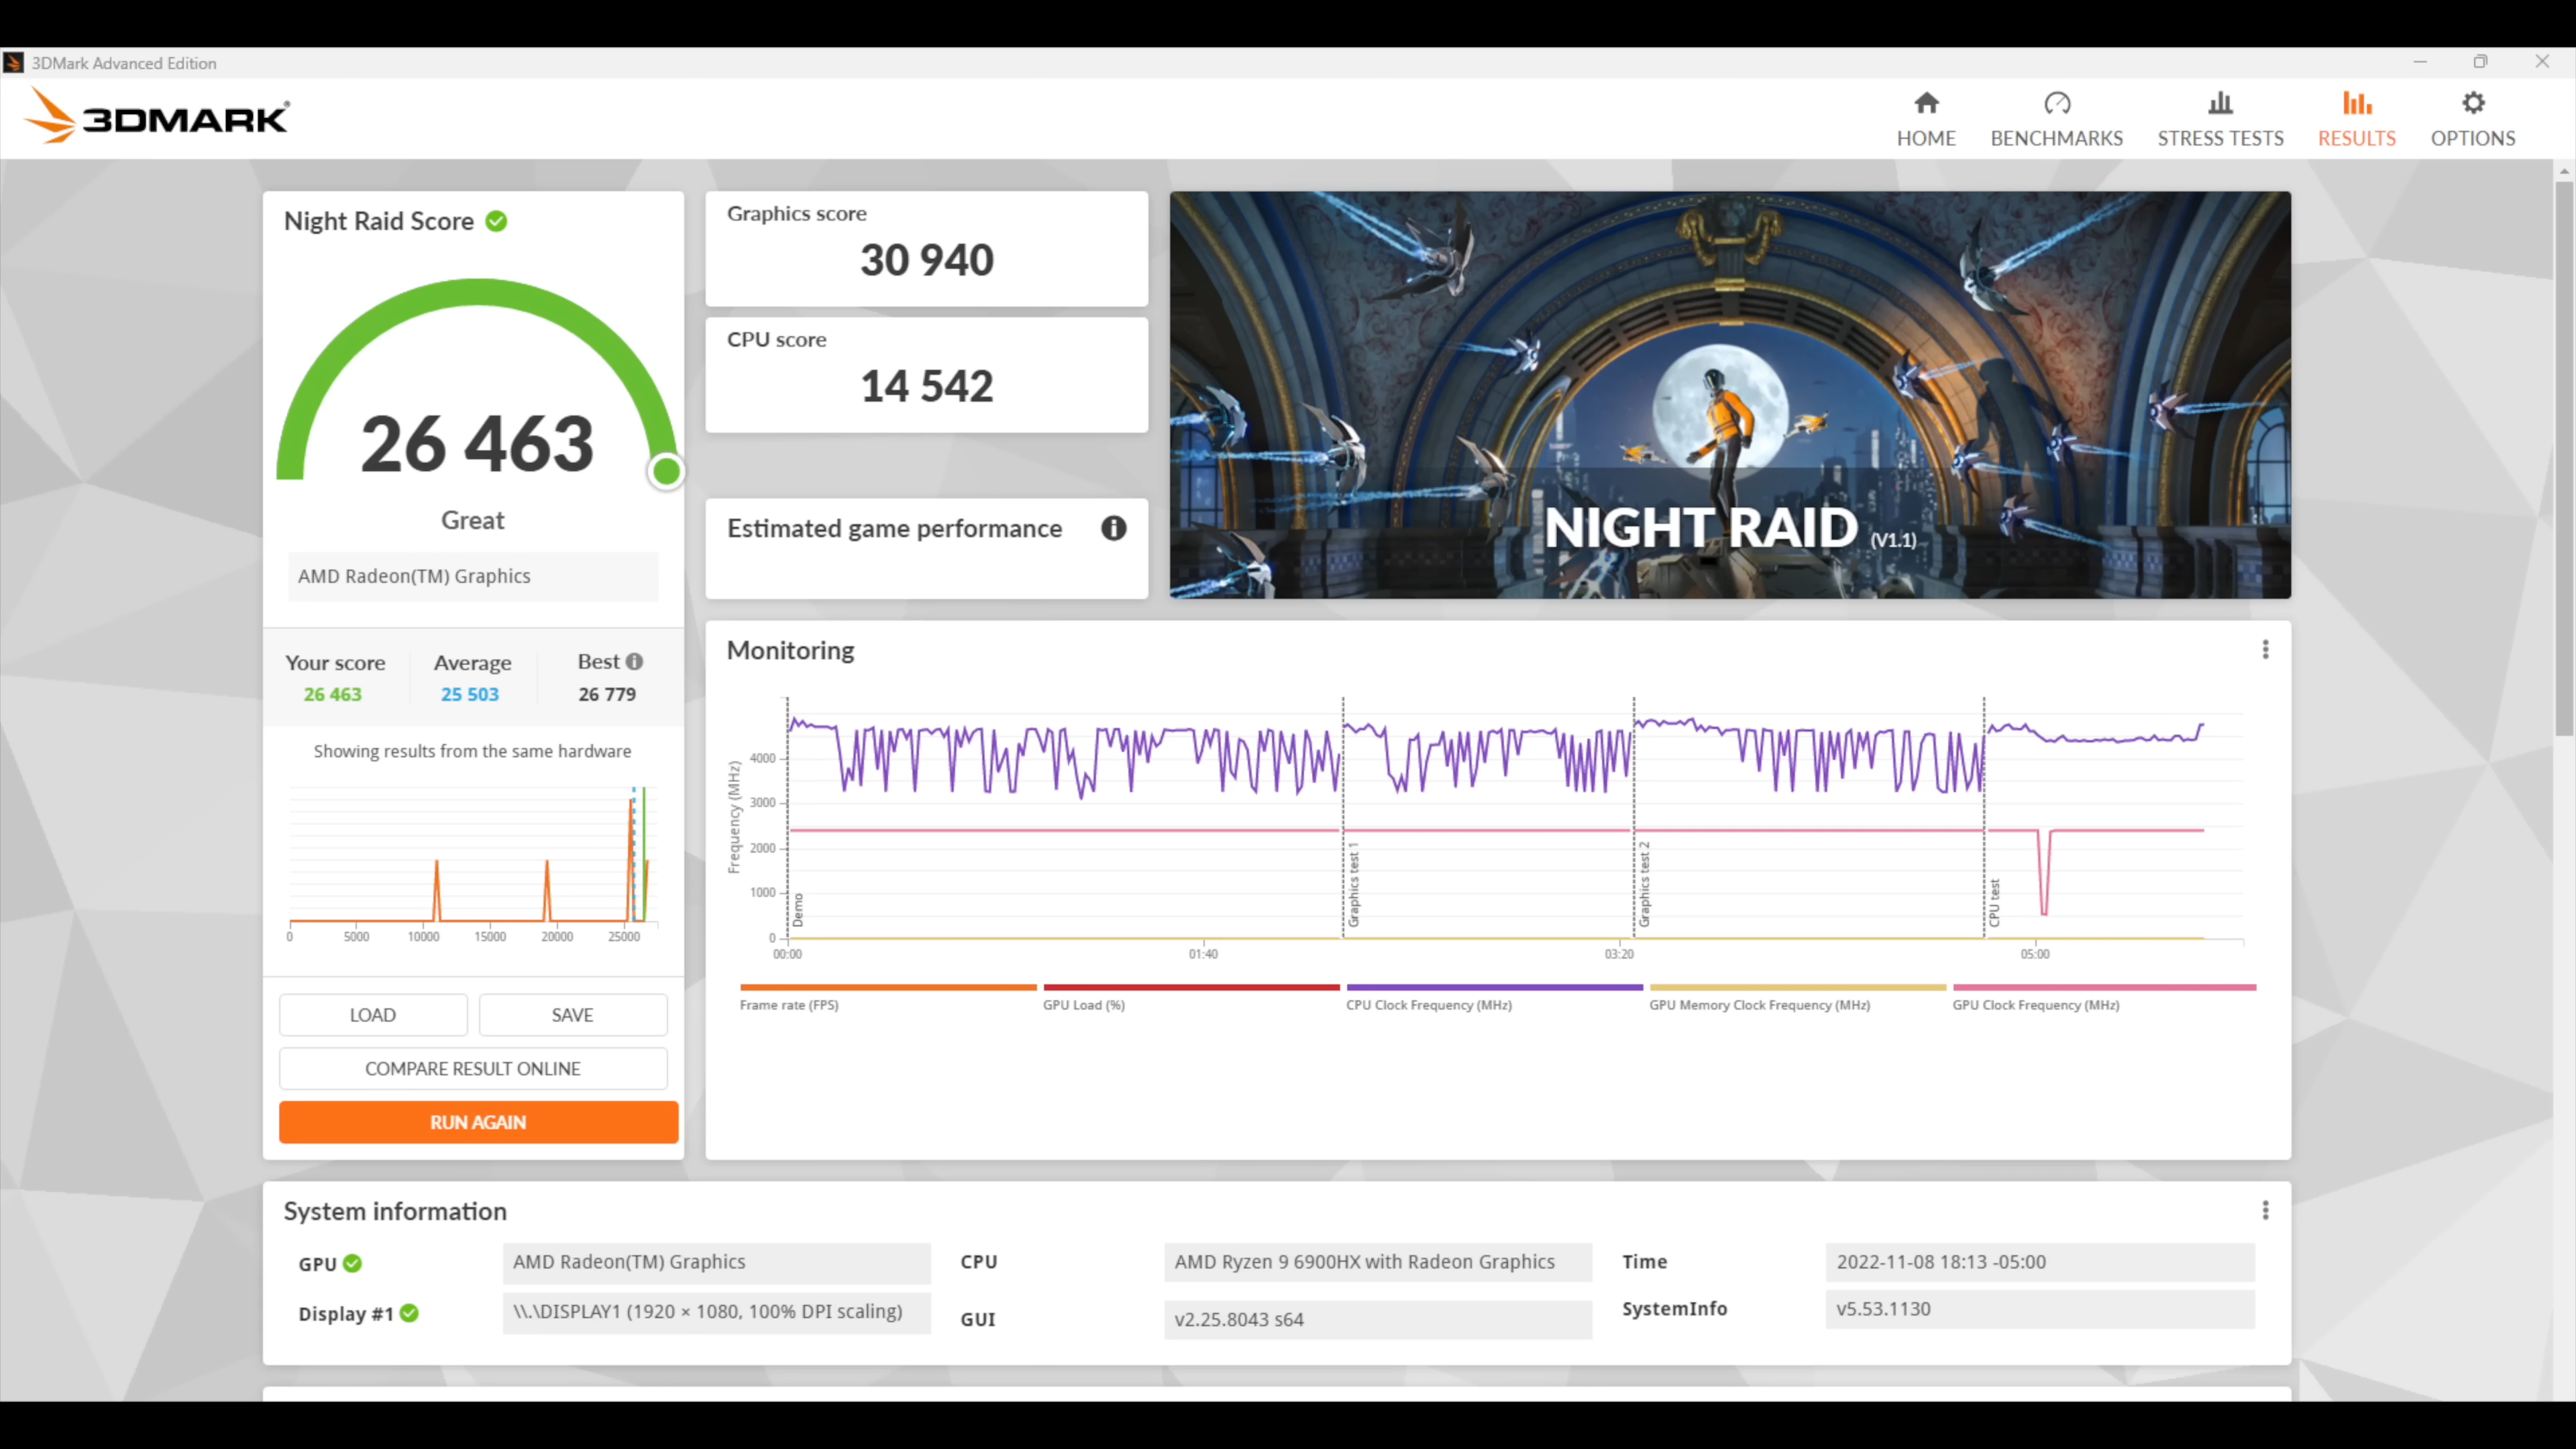 3DMark Advanced Edition
3DMARK®
HOME
BENCHMARKS
STRESS TESTS
RESULTS
OPTIONS
Night Raid Score
26 463
Great
AMD Radeon(TM) Graphics
Your score
Average
Best
26 463
25 503
26 779
Showing results from the same hardware
0
5000
10000
15000
20000
25000
LOAD
SAVE
COMPARE RESULT ONLINE
RUN AGAIN
Graphics score
30 940
CPU score
14 542
Estimated game performance
NIGHT RAID (V1.1)
Monitoring
Frequency (MHz)
4000
3000
2000
1000
0
Demo
Graphics test 1
Graphics test 2
CPU test
00:00
01:40
03:20
05:00
Frame rate (FPS)
GPU Load (%)
CPU Clock Frequency (MHz)
GPU Memory Clock Frequency (MHz)
GPU Clock Frequency (MHz)
System information
GPU
AMD Radeon(TM) Graphics
CPU
AMD Ryzen 9 6900HX with Radeon Graphics
Time
2022-11-08 18:13 -05:00
Display #1
\\.\DISPLAY1 (1920 × 1080, 100% DPI scaling)
GUI
v2.25.8043 s64
SystemInfo
v5.53.1130